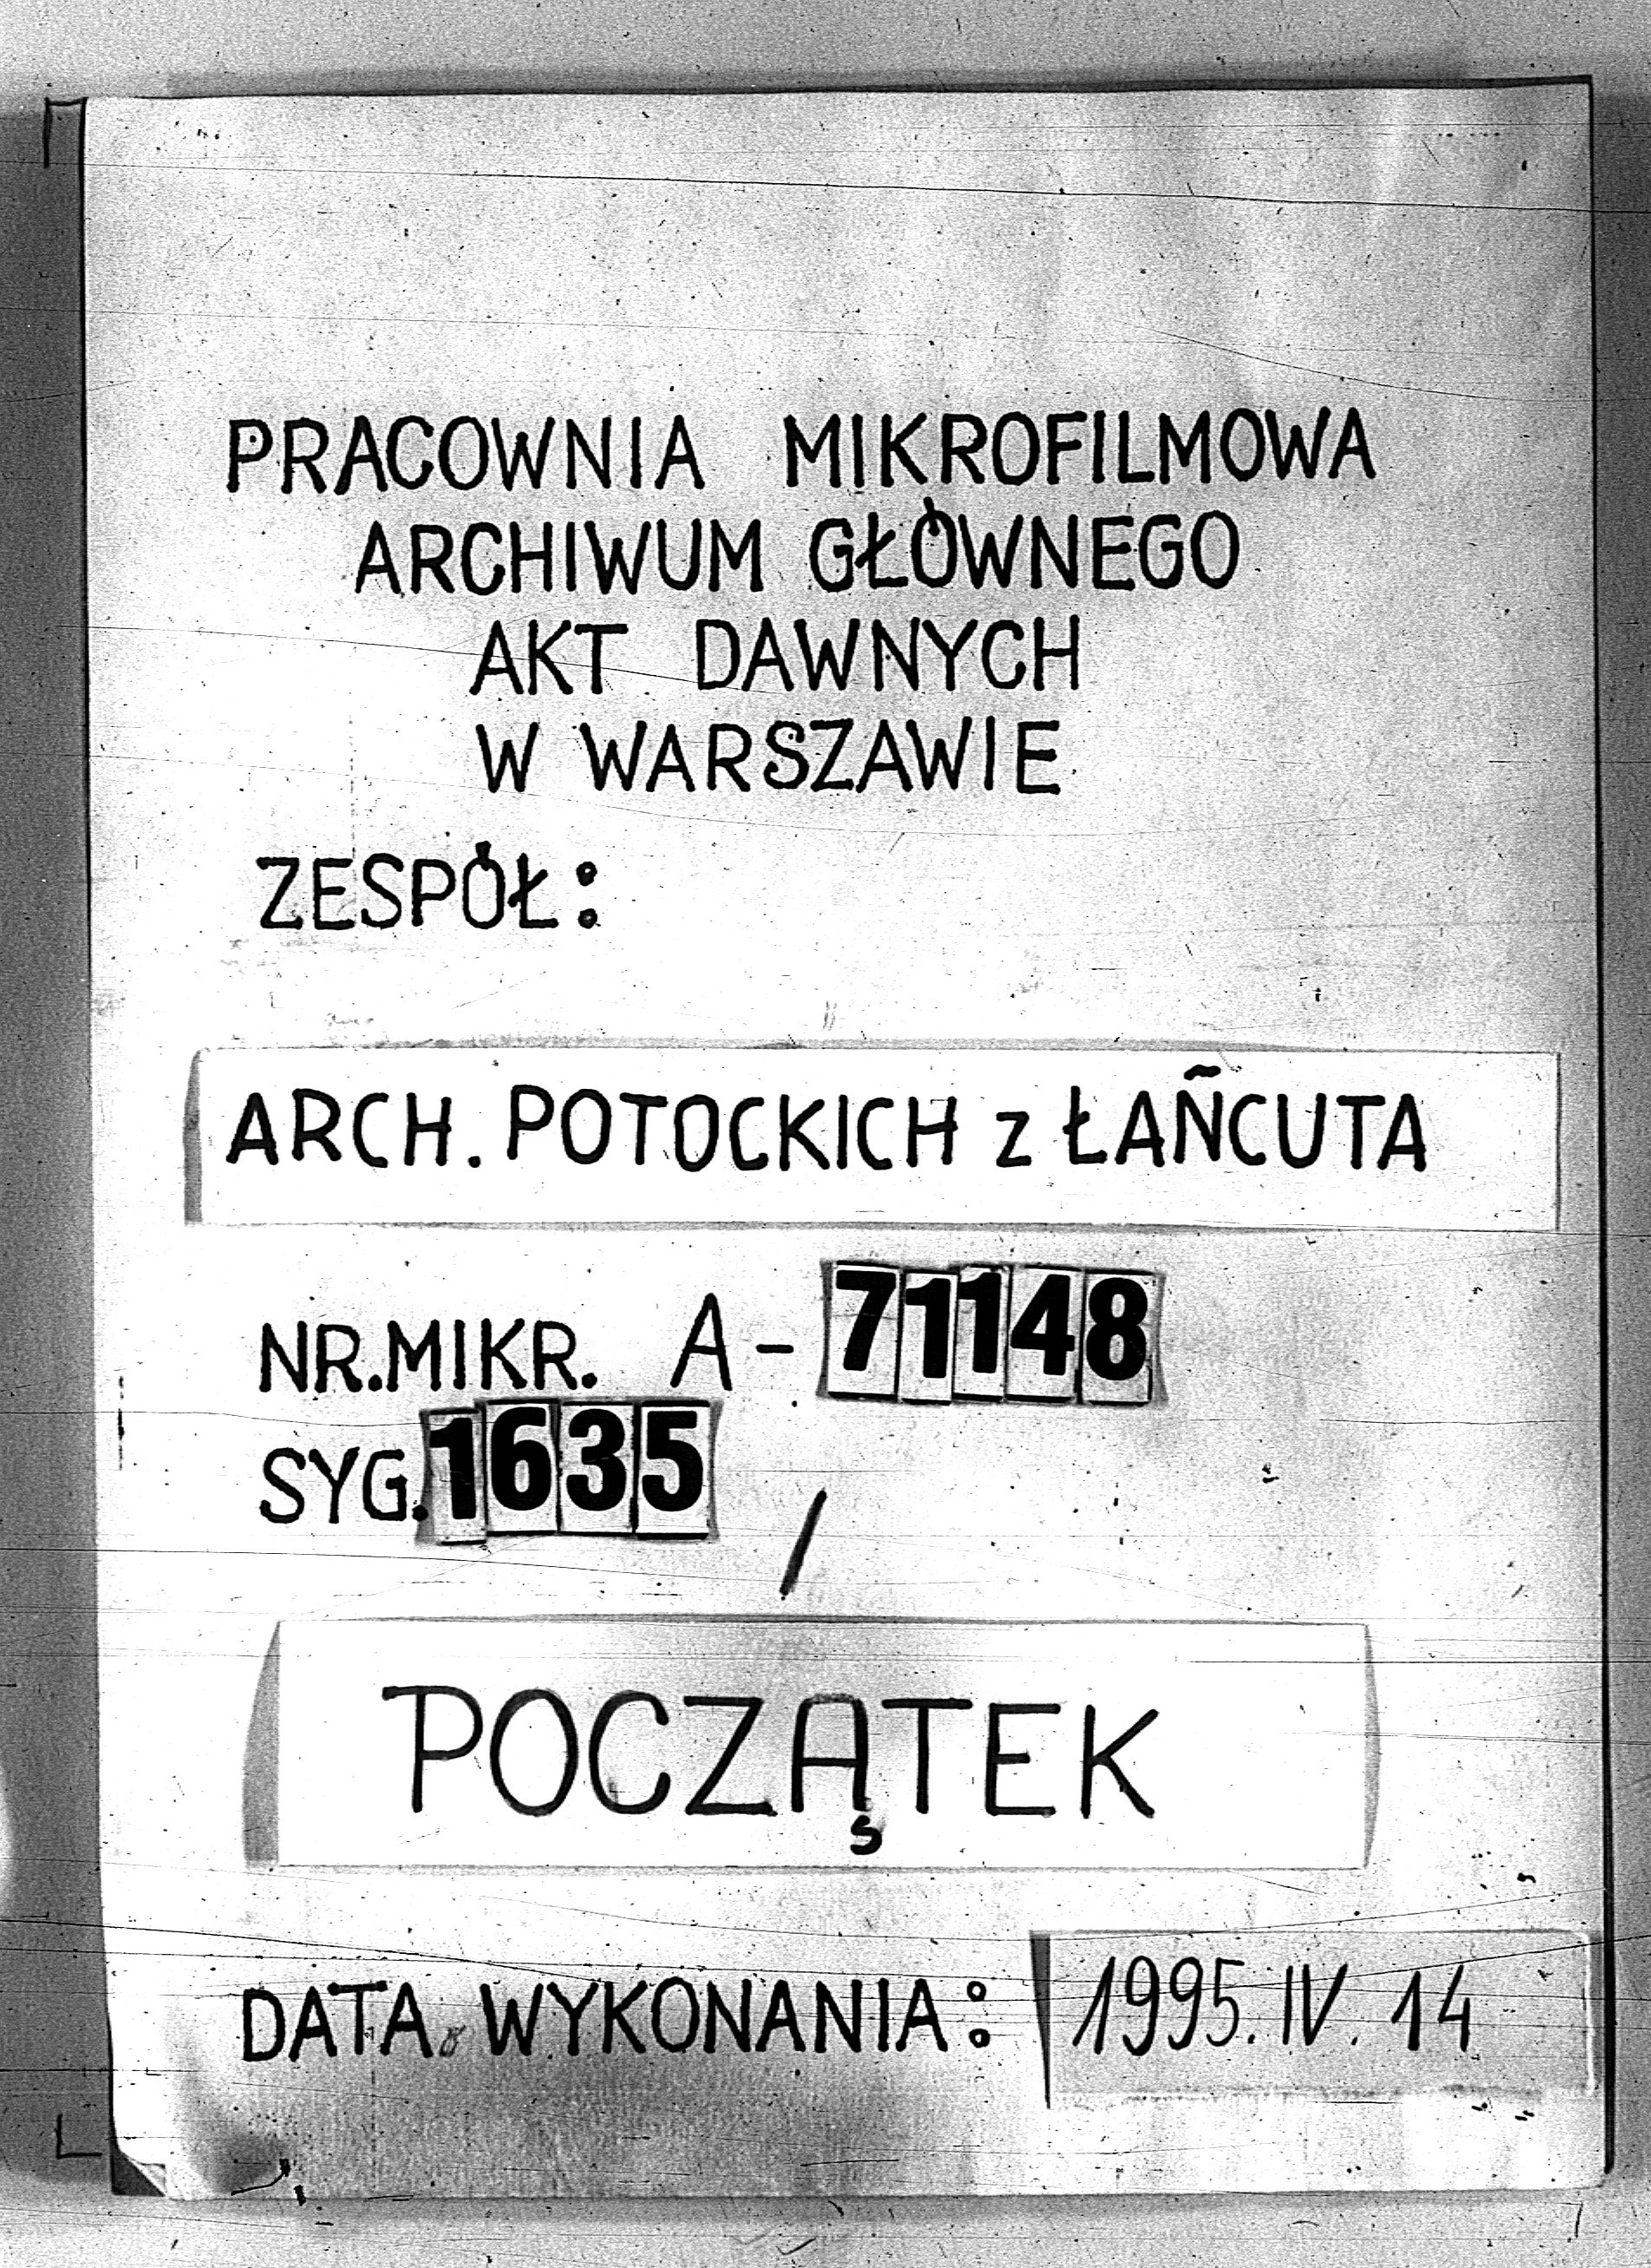 PRACOWNIA MIKROFILMOWA
ARCHIWUM GŁÓWNEGO
AKT DAWNYCH
W WARSZAWIE
ZESPÓŁ:
ARCH. POTOCKICH z ŁAŃCUTA
NR.MIKR. A-71148
SYG.1635 /
POCZĄTEK
DATA WYKONANIA: 1995.IV.14